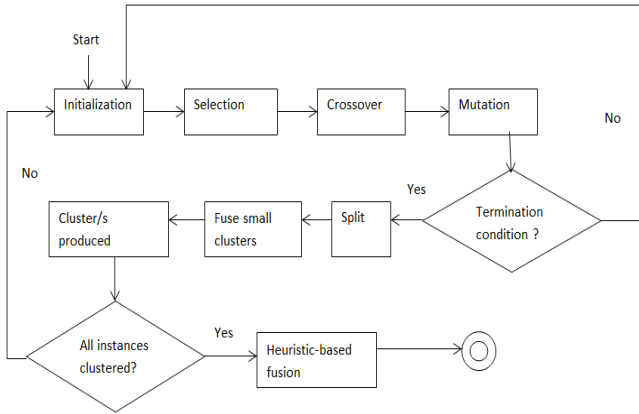 Start
Initialization
Selection
Crossover
Mutation
No
No
Yes
Termination
condition ?
Split
Fuse small
clusters
Cluster/s
produced
All instances
clustered?
Yes
Heuristic-based
fusion